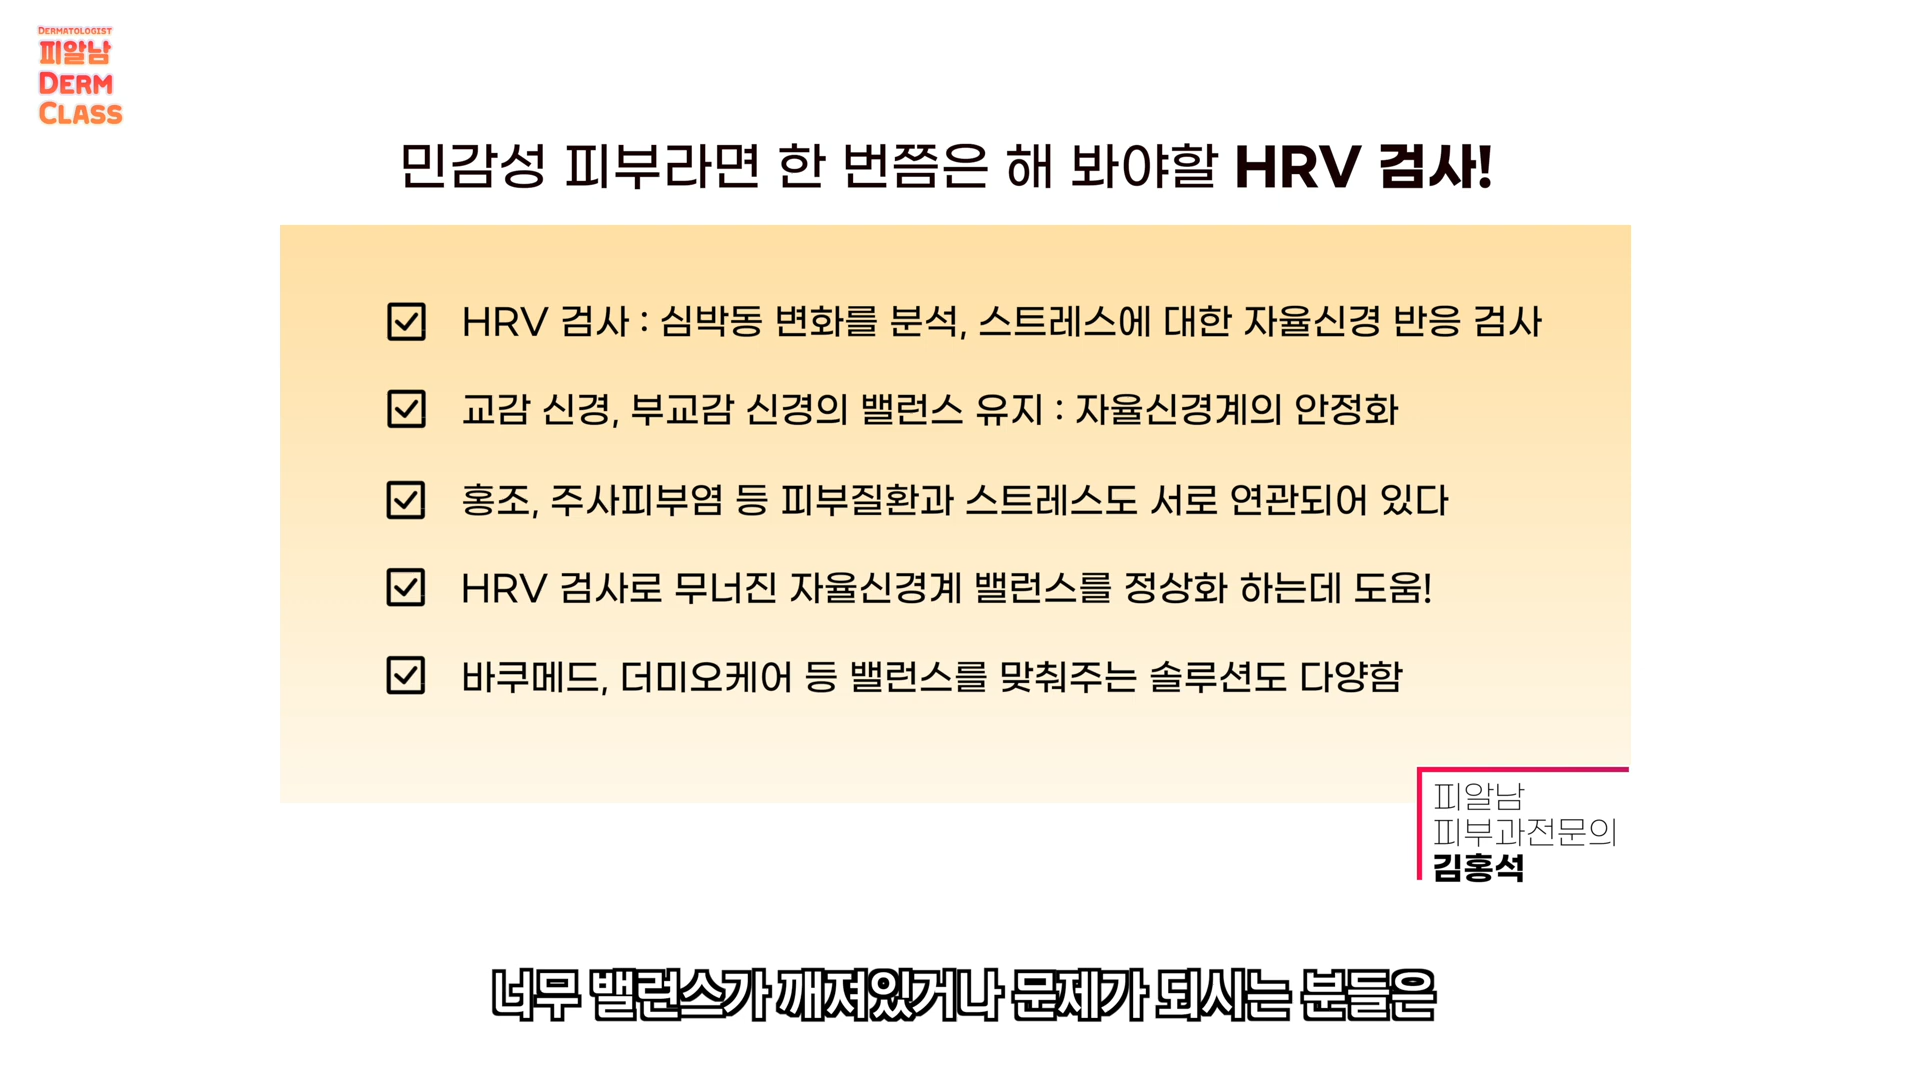 DERMATOLOGIST
피알남
DERM
CLASS
민감성 피부라면 한 번쯤은 해 봐야할 HRV 검사!
HRV 검사 : 심박동 변화를 분석, 스트레스에 대한 자율신경 반응 검사
교감 신경, 부교감 신경의 밸런스 유지 : 자율신경계의 안정화
홍조, 주사피부염 등 피부질환과 스트레스도 서로 연관되어 있다
HRV 검사로 무너진 자율신경계 밸런스를 정상화 하는데 도움!
바쿠메드, 더미오케어 등 밸런스를 맞춰주는 솔루션도 다양함
피알남
피부과전문의
김홍석
너무 밸런스가 깨져있거나 문제가 되시는 분들은